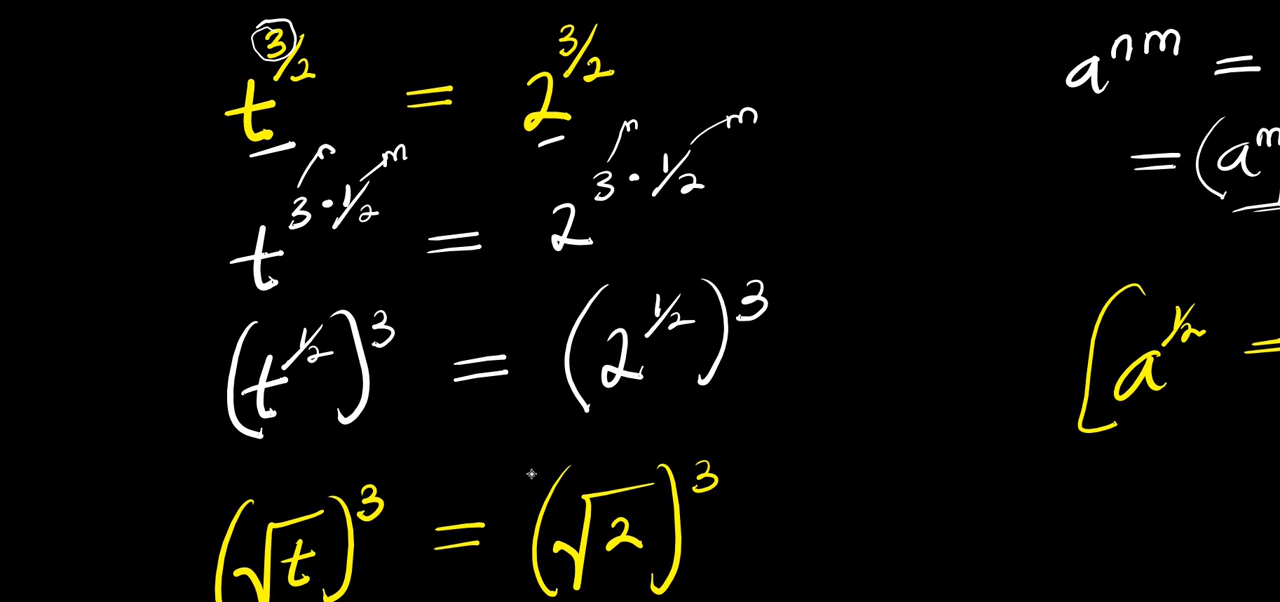 t^{3/2} = 2^{3/2}
n m n m
t^{3·1/2} = 2^{3·1/2}
(t^{1/2})^3 = (2^{1/2})^3
(√t)^3 = (√2)^3
a^{nm} =
= (a^m
[a^{1/2} =